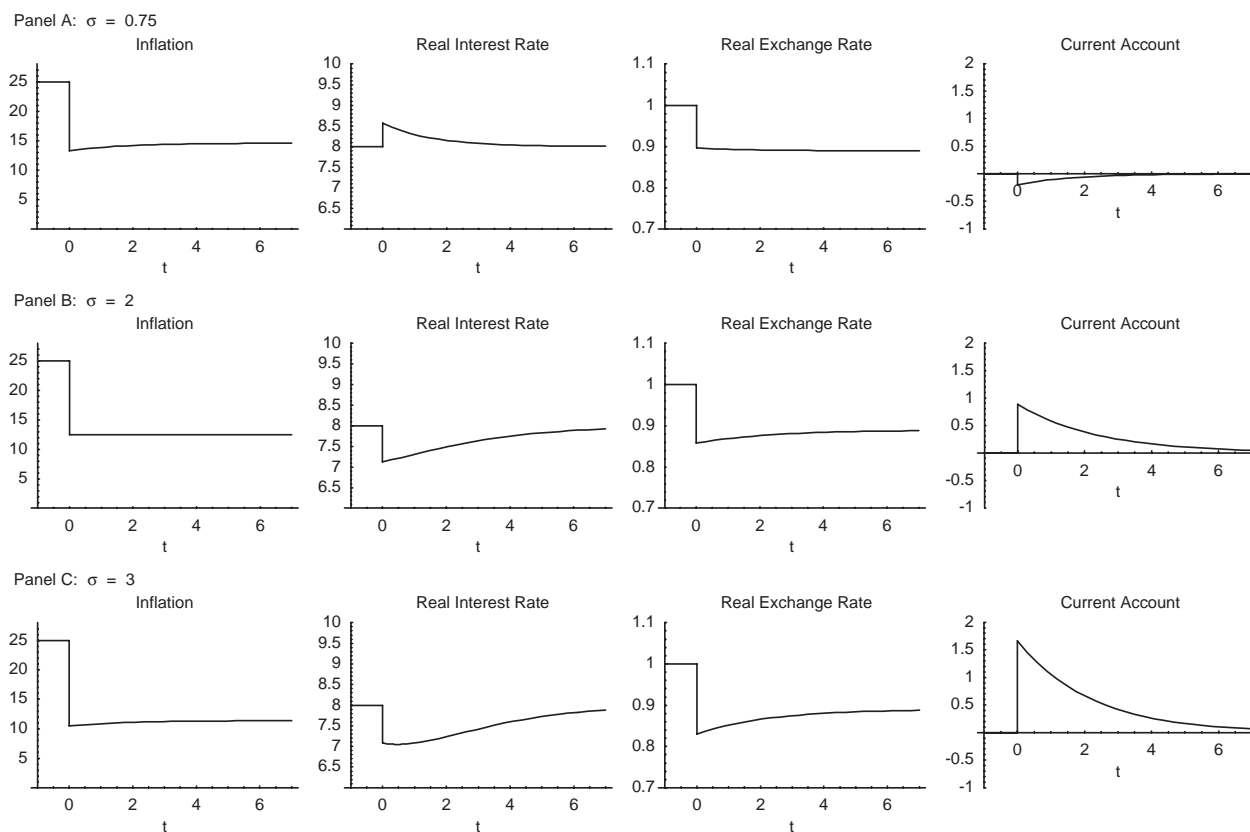 Panel A: σ = 0.75
Inflation
25
20
15
10
5
0 2 4 6
t
Real Interest Rate
10
9.5
9
8.5
8
7.5
7
6.5
0 2 4 6
t
Real Exchange Rate
1.1
1
0.9
0.8
0.7
0 2 4 6
t
Current Account
2
1.5
1
0.5
-0.5
-1
0 2 4 6
t
Panel B: σ = 2
Inflation
25
20
15
10
5
0 2 4 6
t
Real Interest Rate
10
9.5
9
8.5
8
7.5
7
6.5
0 2 4 6
t
Real Exchange Rate
1.1
1
0.9
0.8
0.7
0 2 4 6
t
Current Account
2
1.5
1
0.5
-0.5
-1
0 2 4 6
t
Panel C: σ = 3
Inflation
25
20
15
10
5
0 2 4 6
t
Real Interest Rate
10
9.5
9
8.5
8
7.5
7
6.5
0 2 4 6
t
Real Exchange Rate
1.1
1
0.9
0.8
0.7
0 2 4 6
t
Current Account
2
1.5
1
0.5
-0.5
-1
0 2 4 6
t